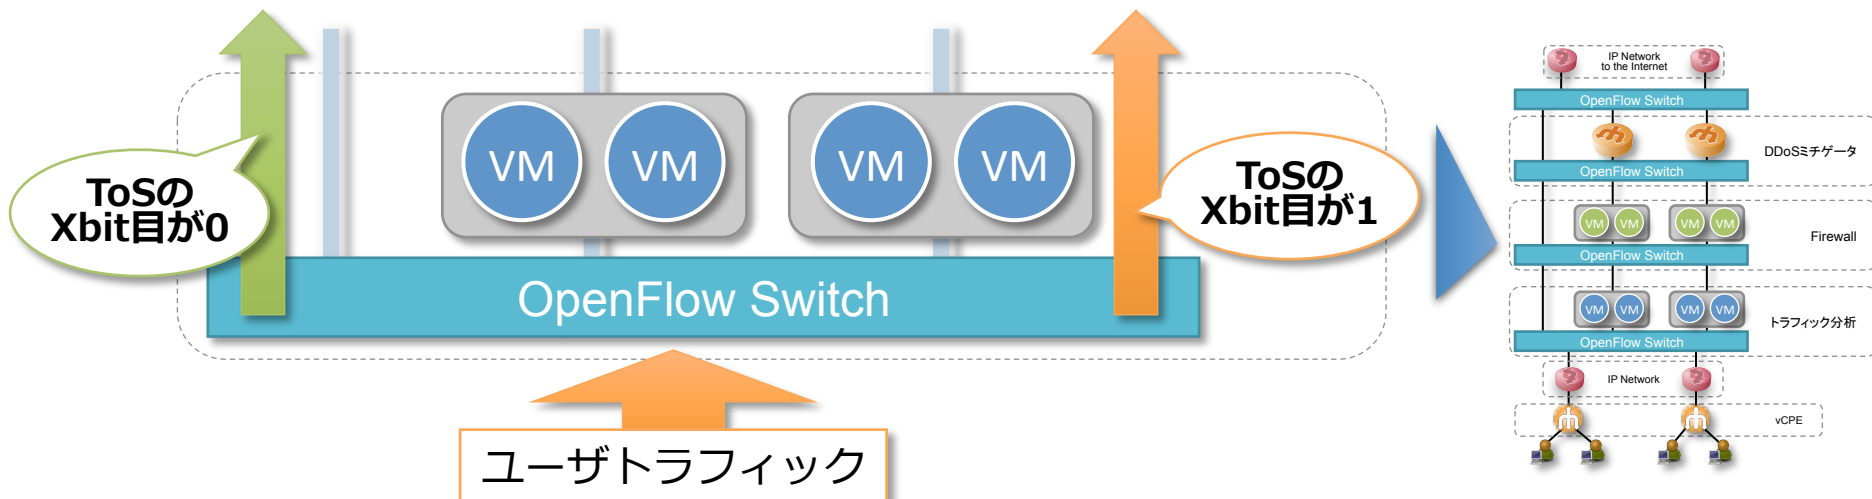 ToSの
Xbit目が0
VM
VM
VM
VM
ToSの
Xbit目が1
OpenFlow Switch
ユーザトラフィック
IP Network
to the Internet
OpenFlow Switch
DDoSミチゲータ
OpenFlow Switch
VM
VM
VM
VM
Firewall
OpenFlow Switch
VM
VM
VM
VM
トラフィック分析
OpenFlow Switch
IP Network
vCPE